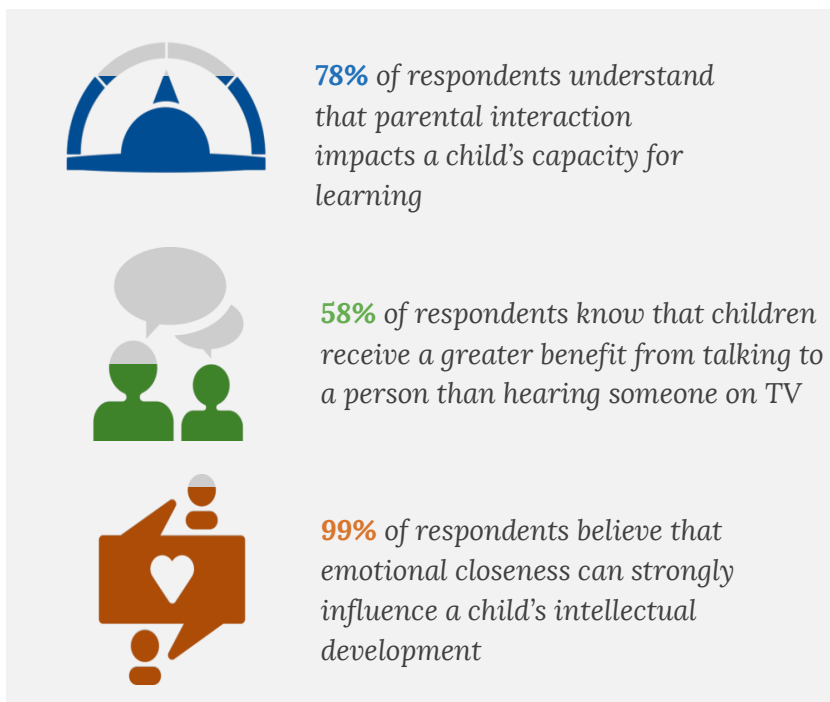 78% of respondents understand
that parental interaction
impacts a child’s capacity for
learning
58% of respondents know that children
receive a greater benefit from talking to
a person than hearing someone on TV
99% of respondents believe that
emotional closeness can strongly
influence a child’s intellectual
development